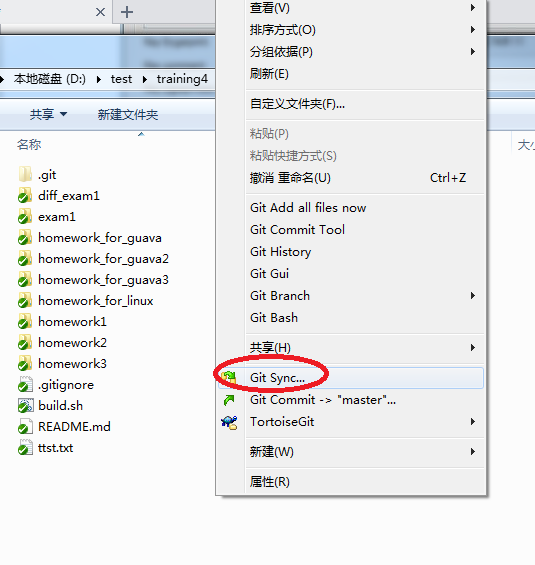 查看(V)
排序方式(O)
分组依据(P)
刷新(E)
自定义文件夹(F)...
粘贴(P)
粘贴快捷方式(S)
撤消 重命名(U) Ctrl+Z
Git Add all files now
Git Commit Tool
Git History
Git Gui
Git Branch
Git Bash
共享(H)
Git Sync...
Git Commit -> "master"...
TortoiseGit
新建(W)
属性(R)
本地磁盘 (D:) test training4
共享 新建文件夹
名称
.git
diff_exam1
exam1
homework_for_guava
homework_for_guava2
homework_for_guava3
homework_for_linux
homework1
homework2
homework3
.gitignore
build.sh
README.md
ttst.txt